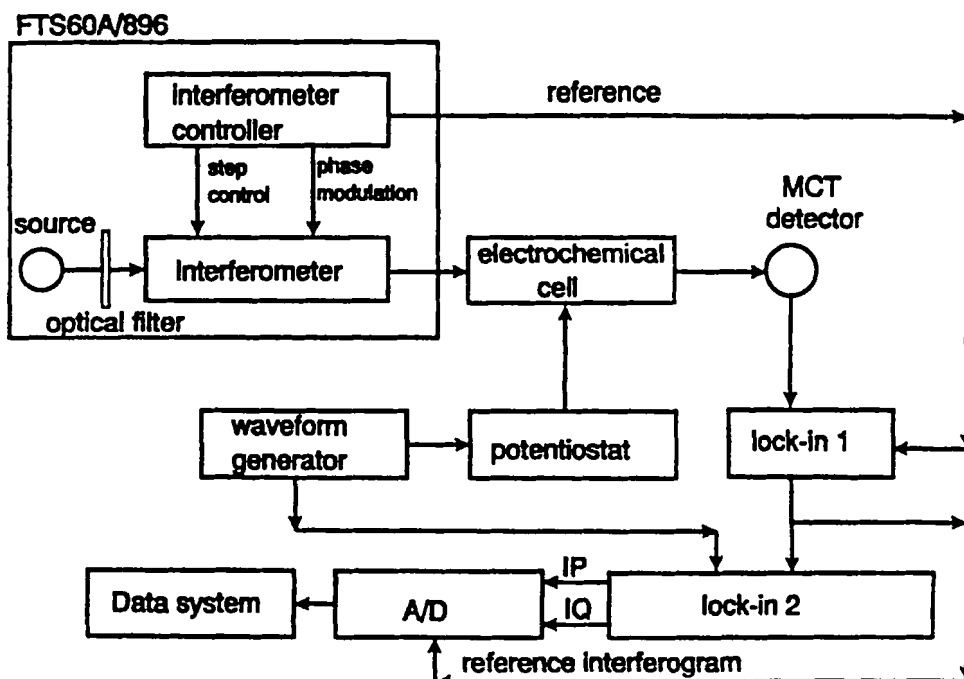 FTS60A/896
interferometer
controller
reference
step
control
phase
modulation
MCT
detector
source
Interferometer
electrochemical
cell
optical filter
waveform
generator
potentiostat
lock-in 1
IP
Data system
A/D
IQ
lock-in 2
reference interferogram